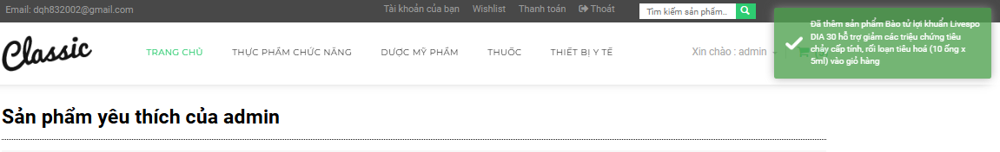 Email: dqh832002@gmail.com
Tài khoản của bạn Wishlist Thanh toán Thoát
Tìm kiếm sản phẩm..
Đã thêm sản phẩm Bào tử lợi khuẩn Livespo
DIA 30 hỗ trợ giảm các triệu chứng tiêu
chảy cấp tính, rối loạn tiêu hoá (10 ống x
5ml) vào giỏ hàng
Classic
TRANG CHỦ THỰC PHẨM CHỨC NĂNG DƯỢC MỸ PHẨM THUỐC THIẾT BỊ Y TẾ
Xin chào : admin
Sản phẩm yêu thích của admin